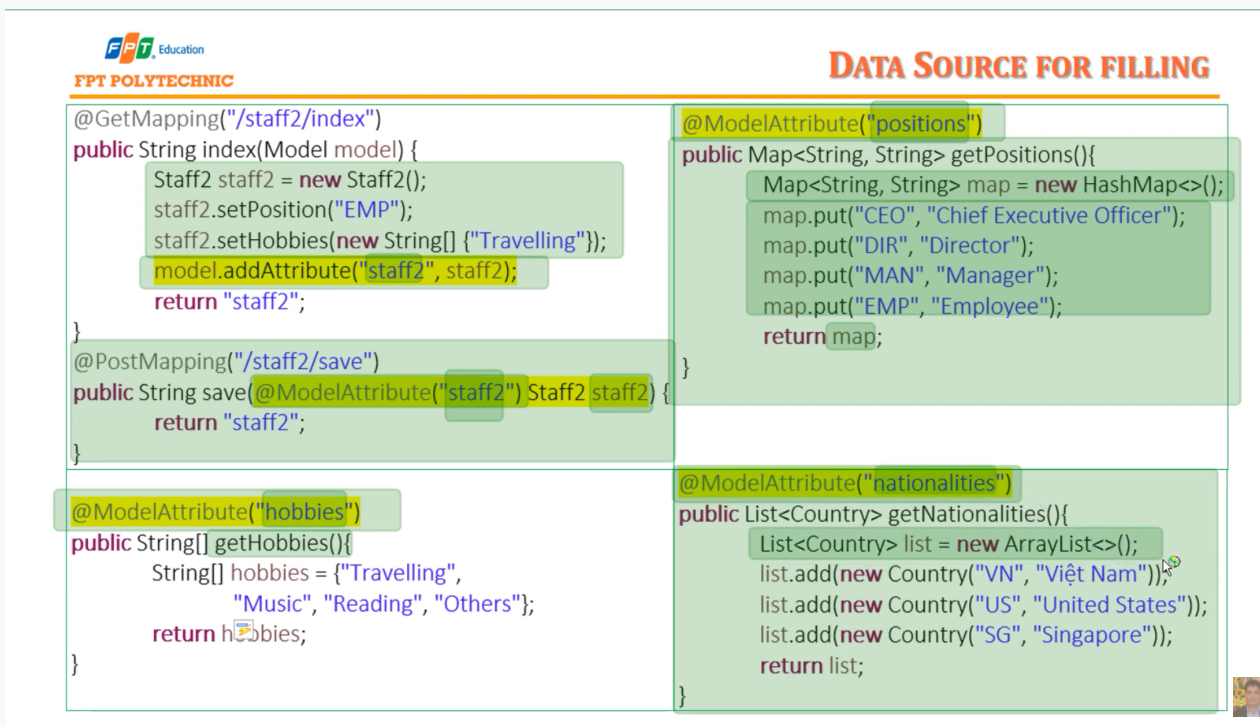 FPT Education
FPT POLYTECHNIC
DATA SOURCE FOR FILLING
@GetMapping("/staff2/index")
public String index(Model model) {
Staff2 staff2 = new Staff2();
staff2.setPosition("EMP");
staff2.setHobbies(new String[] {"Travelling"});
model.addAttribute("staff2", staff2);
return "staff2";
}
@PostMapping("/staff2/save")
public String save(@ModelAttribute("staff2") Staff2 staff2) {
return "staff2";
}
@ModelAttribute("positions")
public Map<String, String> getPositions(){
Map<String, String> map = new HashMap<>();
map.put("CEO", "Chief Executive Officer");
map.put("DIR", "Director");
map.put("MAN", "Manager");
map.put("EMP", "Employee");
return map;
}
@ModelAttribute("hobbies")
public String[] getHobbies(){
String[] hobbies = {"Travelling",
"Music", "Reading", "Others"};
return hobbies;
}
@ModelAttribute("nationalities")
public List<Country> getNationalities(){
List<Country> list = new ArrayList<>();
list.add(new Country("VN", "Việt Nam"));
list.add(new Country("US", "United States"));
list.add(new Country("SG", "Singapore"));
return list;
}